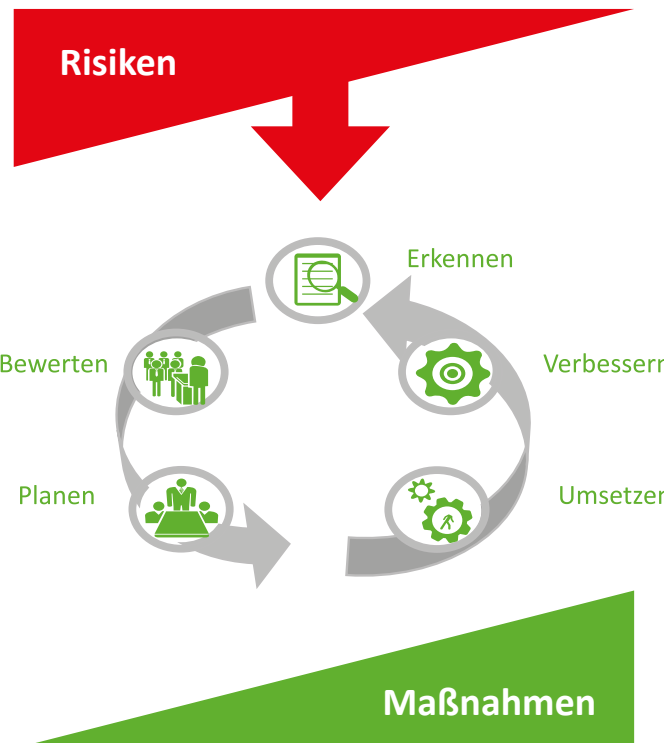 Risiken
Erkennen
Bewerten
Verbessern
Planen
Umsetzen
Maßnahmen